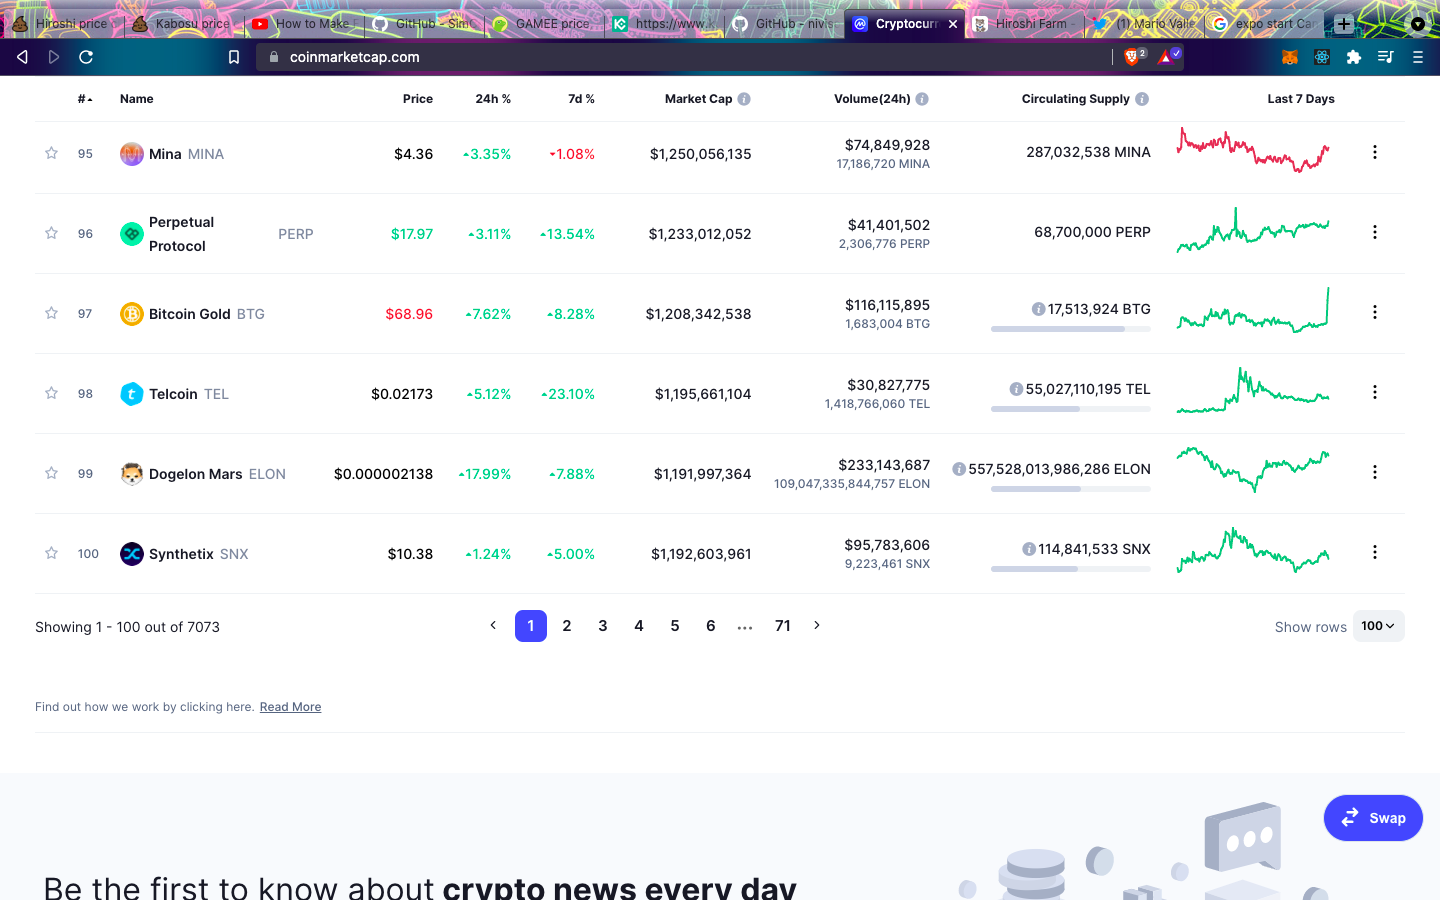 Hiroshi price
Kabosu price
How to Make
GitHub - Sim
GAMEE price,
https://www.k
GitHub - nivs
Cryptocurr
Hiroshi Farm -
(1) Mario Valle
expo start Can
coinmarketcap.com
2
# Name Price 24h % 7d % Market Cap Volume(24h) Circulating Supply Last 7 Days
95 Mina MINA $4.36 3.35% 1.08% $1,250,056,135 $74,849,928 287,032,538 MINA
17,186,720 MINA
96 Perpetual Protocol PERP $17.97 3.11% 13.54% $1,233,012,052 $41,401,502 68,700,000 PERP
2,306,776 PERP
97 Bitcoin Gold BTG $68.96 7.62% 8.28% $1,208,342,538 $116,115,895 17,513,924 BTG
1,683,004 BTG
98 Telcoin TEL $0.02173 5.12% 23.10% $1,195,661,104 $30,827,775 55,027,110,195 TEL
1,418,766,060 TEL
99 Dogelon Mars ELON $0.000002138 17.99% 7.88% $1,191,997,364 $233,143,687 557,528,013,986,286 ELON
109,047,335,844,757 ELON
100 Synthetix SNX $10.38 1.24% 5.00% $1,192,603,961 $95,783,606 114,841,533 SNX
9,223,461 SNX
Showing 1 - 100 out of 7073 1 2 3 4 5 6 ... 71 Show rows 100
Find out how we work by clicking here. Read More
Swap
Be the first to know about crypto news every day